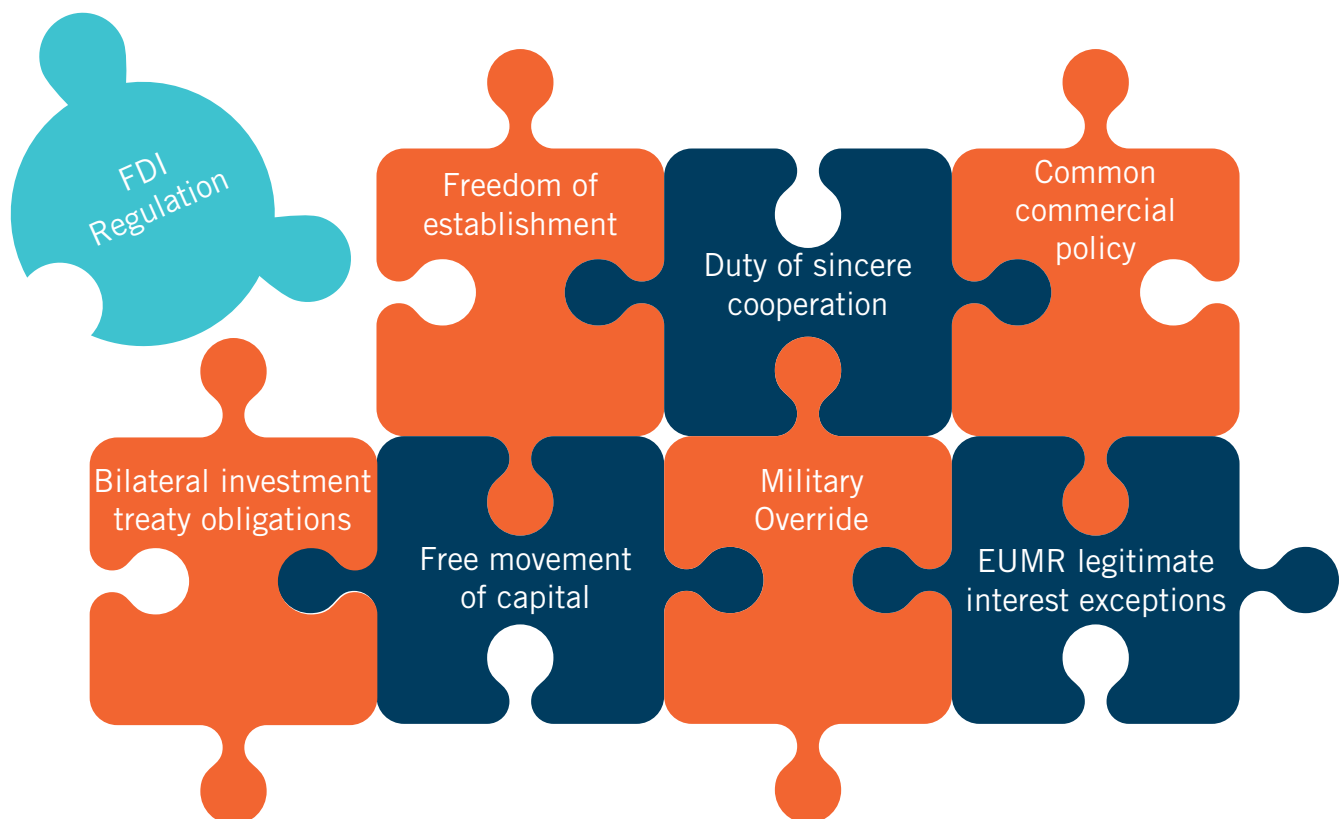 FDI
Regulation
Freedom of
establishment
Duty of sincere
cooperation
Common
commercial
policy
Bilateral investment
treaty obligations
Free movement
of capital
Military
Override
EUMR legitimate
interest exceptions